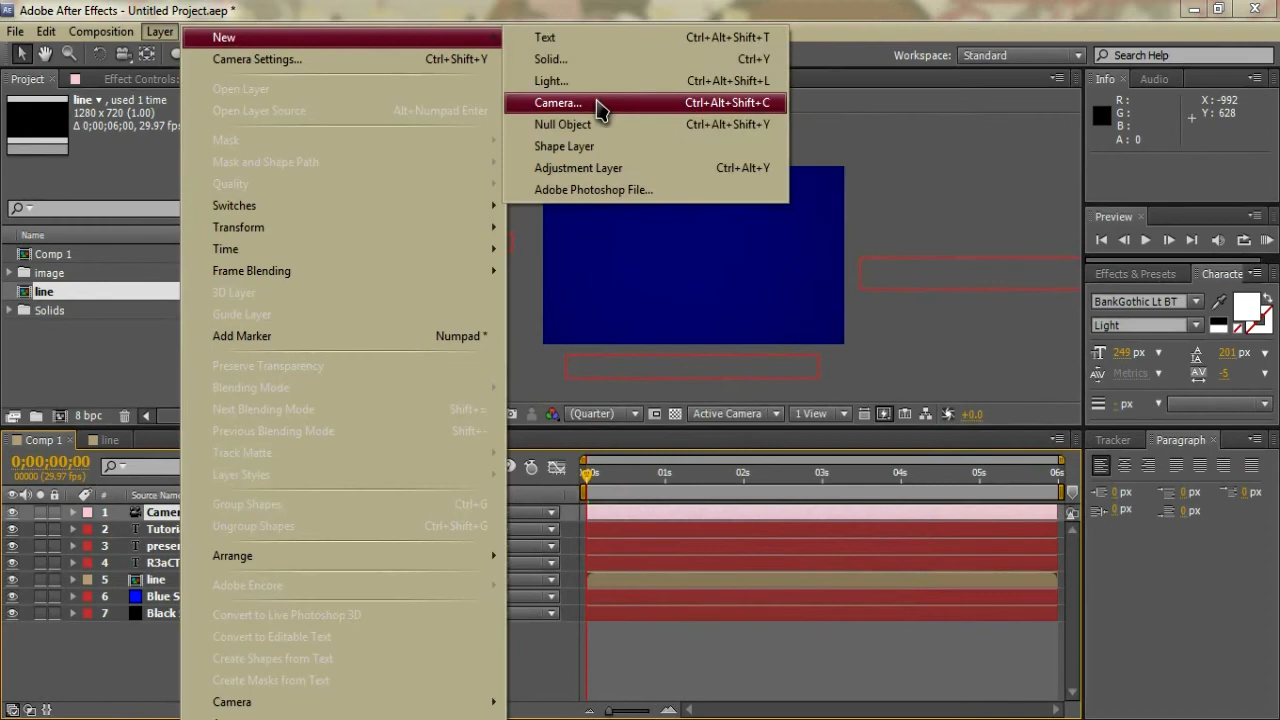 Adobe After Effects - Untitled Project.aep *
File Edit Composition Layer
New
Camera Settings... Ctrl+Shift+Y
Open Layer
Open Layer Source Alt+Numpad Enter
Mask
Mask and Shape Path
Quality
Switches
Transform
Time
Frame Blending
3D Layer
Guide Layer
Add Marker Numpad *
Preserve Transparency
Blending Mode
Next Blending Mode Shift+=
Previous Blending Mode Shift+-
Track Matte
Layer Styles
Group Shapes Ctrl+G
Ungroup Shapes Ctrl+Shift+G
Arrange
Adobe Encore
Convert to Live Photoshop 3D
Convert to Editable Text
Create Shapes from Text
Create Masks from Text
Camera
Text Ctrl+Alt+Shift+T
Solid... Ctrl+Y
Light... Ctrl+Alt+Shift+L
Camera... Ctrl+Alt+Shift+C
Null Object Ctrl+Alt+Shift+Y
Shape Layer
Adjustment Layer Ctrl+Alt+Y
Adobe Photoshop File...
Workspace: Standard Search Help
Project Effect Controls:
line
1280 x 720 (1.00)
Δ 0;00;06;00, 29.97 fps
Name
Comp 1
image
line
Solids
8 bpc
Info Audio
R: X: -992
G: Y: 628
B:
A: 0
Preview
Effects & Presets Characte
BankGothic Lt BT
Light
249 px 201 px
Metrics -5
- px
(Quarter) Active Camera 1 View +0.0
Comp 1 line
0;00;00;00
00000 (29.97 fps)
# Source Name
1 Camer
2 Tutoria
3 presen
4 R3aCT
5 line
6 Blue S
7 Black
00s 01s 02s 03s 04s 05s 06s
Tracker Paragraph
0 px 0 px 0 px
0 px 0 px